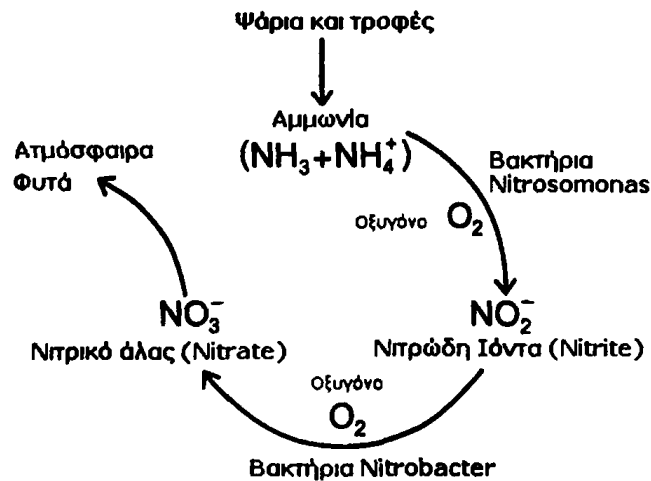 Ψάρια και τροφές
Αμμωνία
(NH₃+NH₄⁺)
Ατμόσφαιρα
Φυτά
Βακτήρια
Nitrosomonas
Οξυγόνο O₂
NO₃⁻
Νιτρικό άλας (Nitrate)
NO₂⁻
Νιτρώδη Ιόντα (Nitrite)
Οξυγόνο
O₂
Βακτήρια Nitrobacter